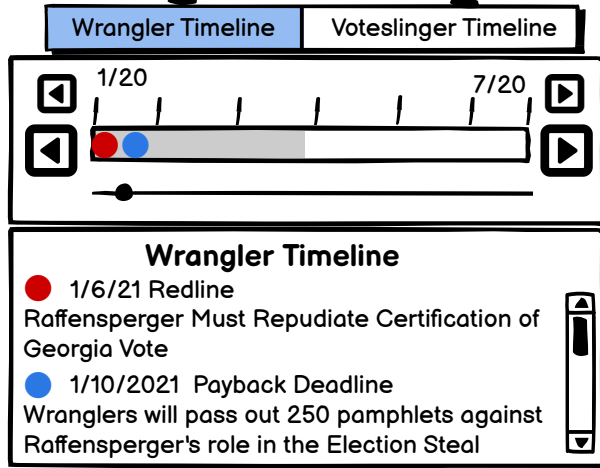 Wrangler Timeline Voteslinger Timeline
1/20 7/20
Wrangler Timeline
1/6/21 Redline
Raffensperger Must Repudiate Certification of
Georgia Vote
1/10/2021 Payback Deadline
Wranglers will pass out 250 pamphlets against
Raffensperger's role in the Election Steal